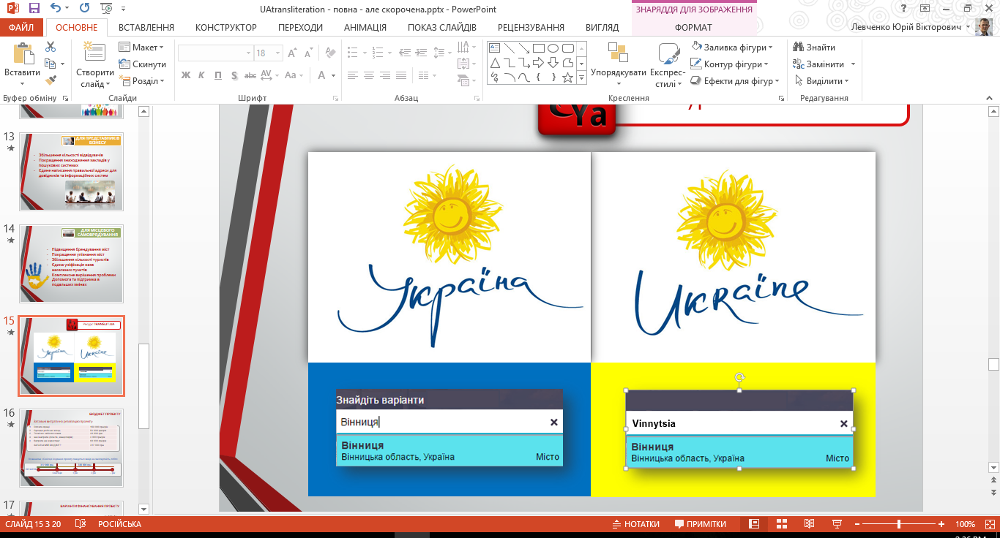 UAtransliteration - повна - але скорочена.pptx - PowerPoint
ЗНАРЯДДЯ ДЛЯ ЗОБРАЖЕННЯ
ФАЙЛ ОСНОВНЕ ВСТАВЛЕННЯ КОНСТРУКТОР ПЕРЕХОДИ АНІМАЦІЯ ПОКАЗ СЛАЙДІВ РЕЦЕНЗУВАННЯ ВИГЛЯД ФОРМАТ Левченко Юрій Вікторович
Вставити
Створити слайд
Макет
Скинути
Розділ
18
Ж К П S abc AV Aa A
Упорядкувати
Експрес-стилі
Заливка фігури
Контур фігури
Ефекти для фігур
Знайти
Замінити
Виділити
Буфер обміну Слайди Шрифт Абзац Креслення Редагування
13
ДЛЯ ПРЕДСТАВНИКІВ
БІЗНЕСУ
Збільшення кількості відвідувачів
Покращення знаходження закладів у
пошукових системах
Єдине написання правильної адреси для
довідників та інформаційних систем
14
ДЛЯ МІСЦЕВОГО
САМОВРЯДУВАННЯ
Підвищення брендування міст
Покращення упізнання міст
Збільшення кількості туристів
Єдина уніфікація назв
населених пунктів
Комплексне вирішення проблеми
Допомога та підтримка в
подальших змінах
15
Ресурс TRANSLIT.UA
16
БЮДЖЕТ ПРОЕКТУ
17
ВАРІАНТИ ФІНАНСУВАННЯ ПРОЕКТУ
Ya
Україна
Ukraїne
Знайдіть варіанти
Вінниця
Вінниця
Вінницька область, Україна Місто
Vinnytsia
Вінниця
Вінницька область, Україна Місто
СЛАЙД 15 З 20 РОСІЙСЬКА НОТАТКИ ПРИМІТКИ 100%